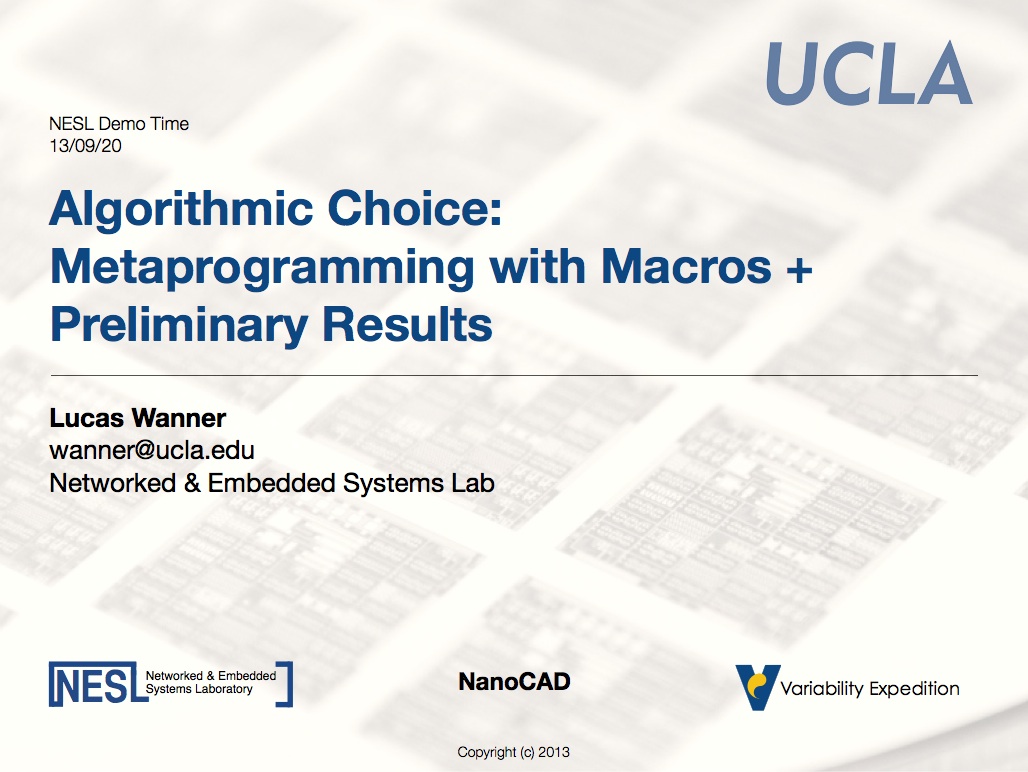 UCLA
NESL Demo Time
13/09/20
Algorithmic Choice:
Metaprogramming with Macros +
Preliminary Results
Lucas Wanner
wanner@ucla.edu
Networked & Embedded Systems Lab
NESL Networked & Embedded
Systems Laboratory
NanoCAD
Variability Expedition
Copyright (c) 2013